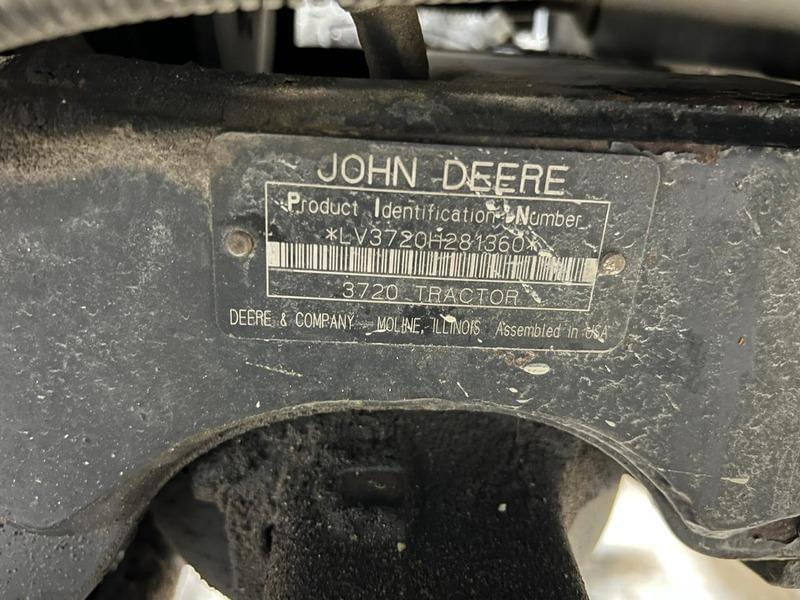 JOHN DEERE
Product Identification Number
*LV3720H281360*
3720 TRACTOR
DEERE & COMPANY MOLINE, ILLINOIS Assembled in USA